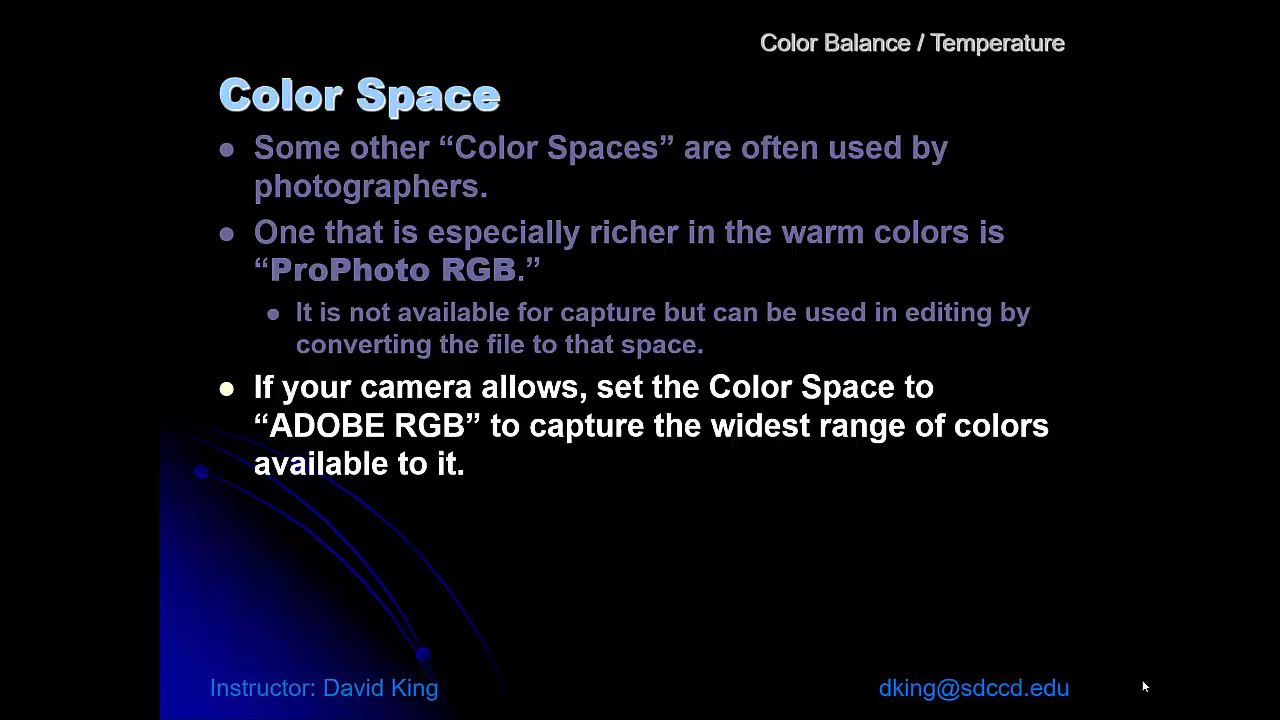 Color Balance / Temperature
Color Space
Some other “Color Spaces” are often used by
photographers.
One that is especially richer in the warm colors is
“ProPhoto RGB.”
It is not available for capture but can be used in editing by
converting the file to that space.
If your camera allows, set the Color Space to
“ADOBE RGB” to capture the widest range of colors
available to it.
Instructor: David King
dking@sdccd.edu